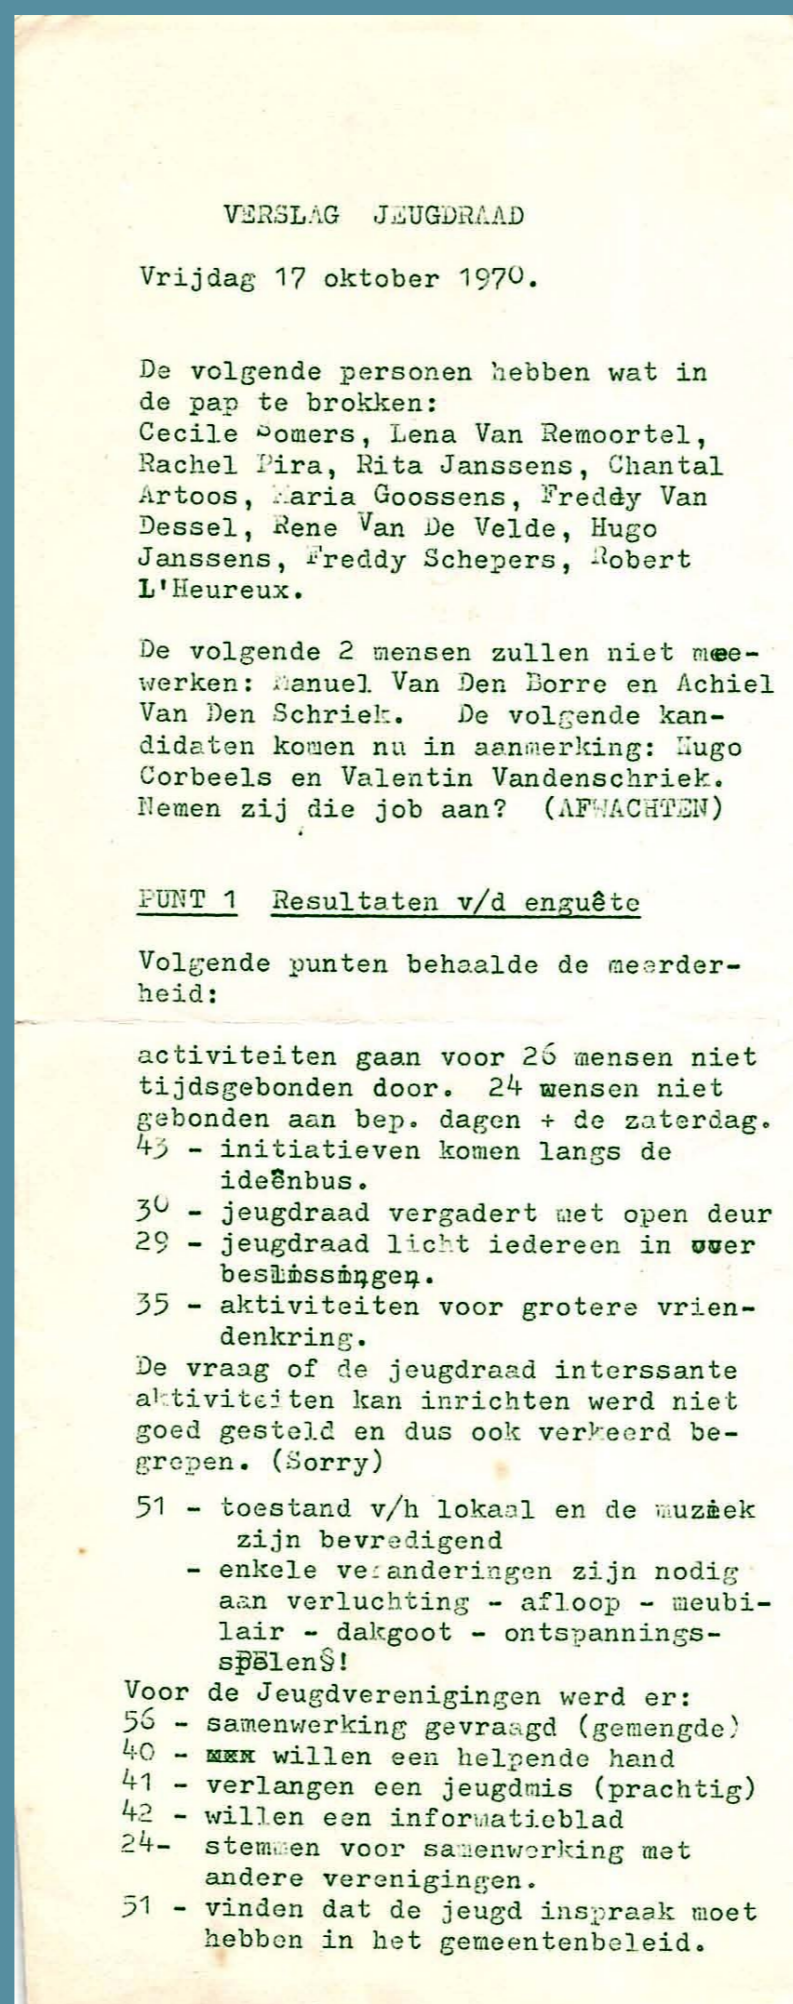 VERSLAG JEUGDRAAD
Vrijdag 17 oktober 1970.
De volgende personen hebben wat in
de pap te brokken:
Cecile Somers, Lena Van Remoortel,
Rachel Pira, Rita Janssens, Chantal
Artoos, Maria Goossens, Freddy Van
Dessel, Rene Van De Velde, Hugo
Janssens, Freddy Schepers, Robert
L'Heureux.
De volgende 2 mensen zullen niet mee-
werken: Manuel Van Den Borre en Achiel
Van Den Schriek. De volgende kan-
didaten komen nu in aanmerking: Hugo
Corbeels en Valentin Vandenschriek.
Nemen zij die job aan? (AFWACHTEN)
PUNT 1 Resultaten v/d enguête
Volgende punten behaalde de meerder-
heid:
activiteiten gaan voor 26 mensen niet
tijdsgebonden door. 24 mensen niet
gebonden aan bep. dagen + de zaterdag.
43 - initiatieven komen langs de
ideënbus.
30 - jeugdraad vergadert met open deur
29 - jeugdraad licht iedereen in over
beslissingen.
35 - aktiviteiten voor grotere vrien-
denkring.
De vraag of de jeugdraad interssante
aktiviteiten kan inrichten werd niet
goed gesteld en dus ook verkeerd be-
grepen. (Sorry)
51 - toestand v/h lokaal en de muziek
zijn bevredigend
- enkele veranderingen zijn nodig
aan verluchting - afloop - meubi-
lair - dakgoot - ontspannings-
spelen!
Voor de Jeugdverenigingen werd er:
56 - samenwerking gevraagd (gemengde)
40 - willen een helpende hand
41 - verlangen een jeugdmis (prachtig)
42 - willen een informatieblad
24- stemmen voor samenwerking met
andere verenigingen.
51 - vinden dat de jeugd inspraak moet
hebben in het gemeentenbeleid.